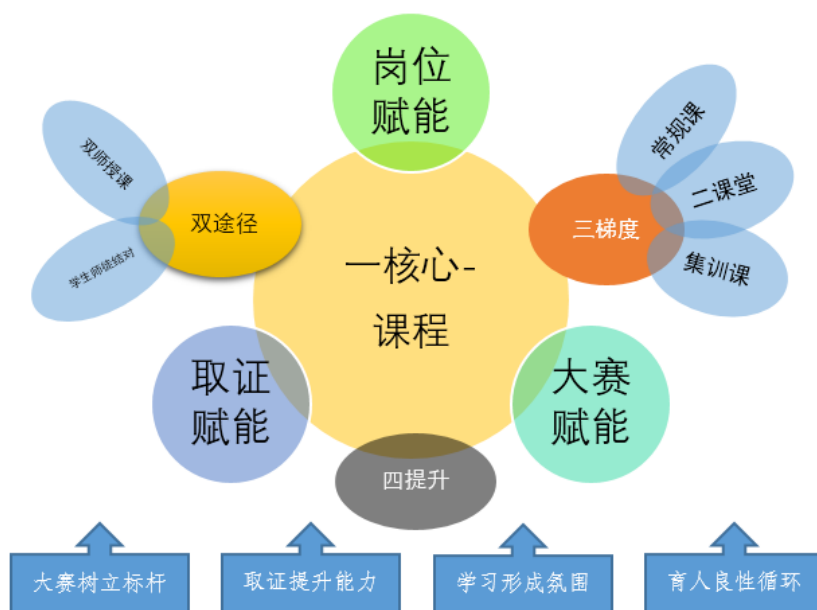 岗位
赋能
双师授课
学生师徒结对
双途径
常规课
二课堂
集训课
三梯度
一核心-
课程
取证
赋能
大赛
赋能
四提升
大赛树立标杆
取证提升能力
学习形成氛围
育人良性循环